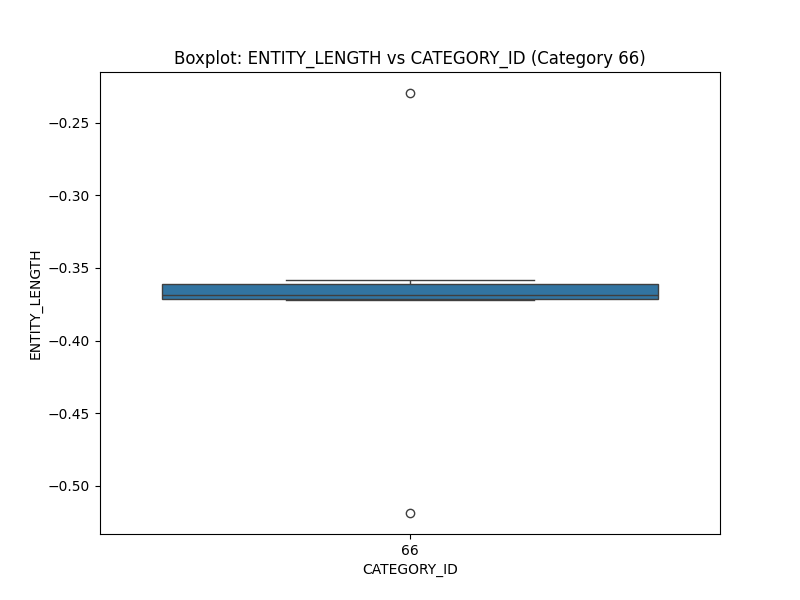 Boxplot: ENTITY_LENGTH vs CATEGORY_ID (Category 66)
−0.25
−0.30
−0.35
−0.40
−0.45
−0.50
ENTITY_LENGTH
66
CATEGORY_ID